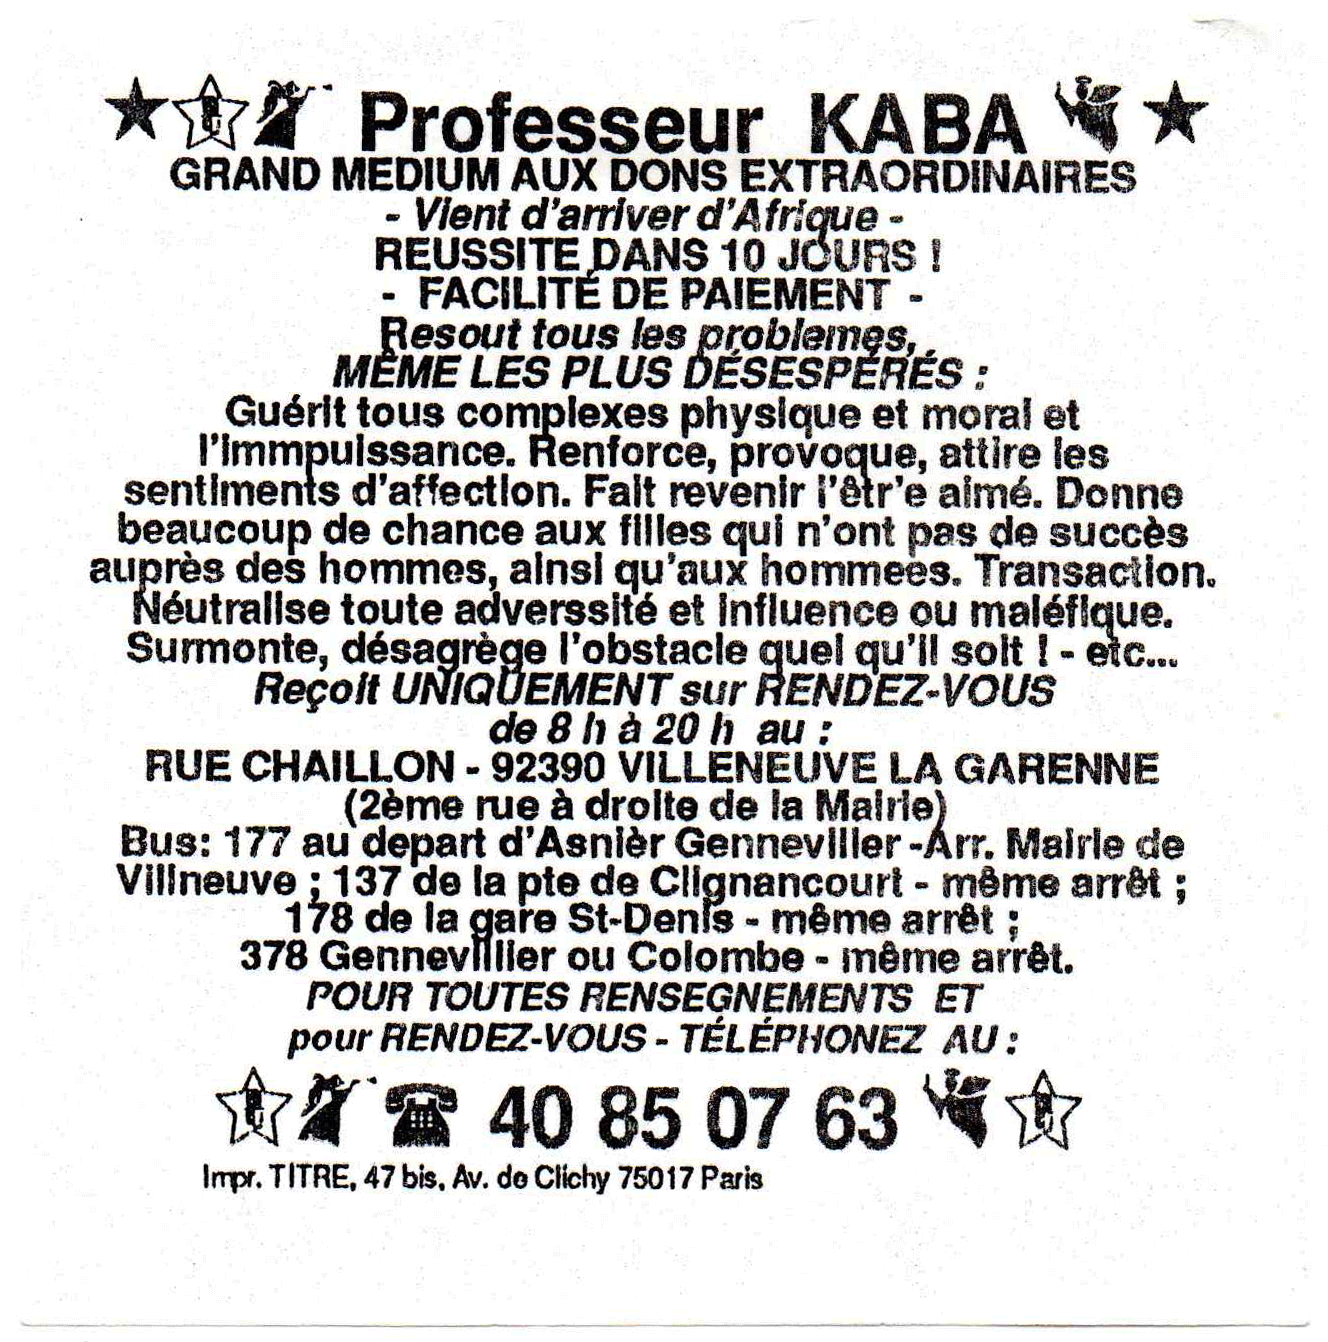 Professeur KABA
GRAND MEDIUM AUX DONS EXTRAORDINAIRES
- Vient d'arriver d'Afrique -
REUSSITE DANS 10 JOURS !
- FACILITÉ DE PAIEMENT -
Resout tous les problemes,
MÊME LES PLUS DÉSESPÉRÉS :
Guérit tous complexes physique et moral et
l'immpuissance. Renforce, provoque, attire les
sentiments d'affection. Fait revenir l'êtr'e aimé. Donne
beaucoup de chance aux filles qui n'ont pas de succès
auprès des hommes, ainsi qu'aux hommees. Transaction.
Néutralise toute adverssité et influence ou maléfique.
Surmonte, désagrège l'obstacle quel qu'il soit ! - etc...
Reçoit UNIQUEMENT sur RENDEZ-VOUS
de 8 h à 20 h au :
RUE CHAILLON - 92390 VILLENEUVE LA GARENNE
(2ème rue à droite de la Mairie)
Bus: 177 au depart d'Asnièr Genneviller -Arr. Mairie de
Villneuve ; 137 de la pte de Clignancourt - même arrêt ;
178 de la gare St-Denis - même arrêt ;
378 Gennevillier ou Colombe - même arrêt.
POUR TOUTES RENSEGNEMENTS ET
pour RENDEZ-VOUS - TÉLÉPHONEZ AU :
40 85 07 63
Impr. TITRE, 47 bis, Av. de Clichy 75017 Paris